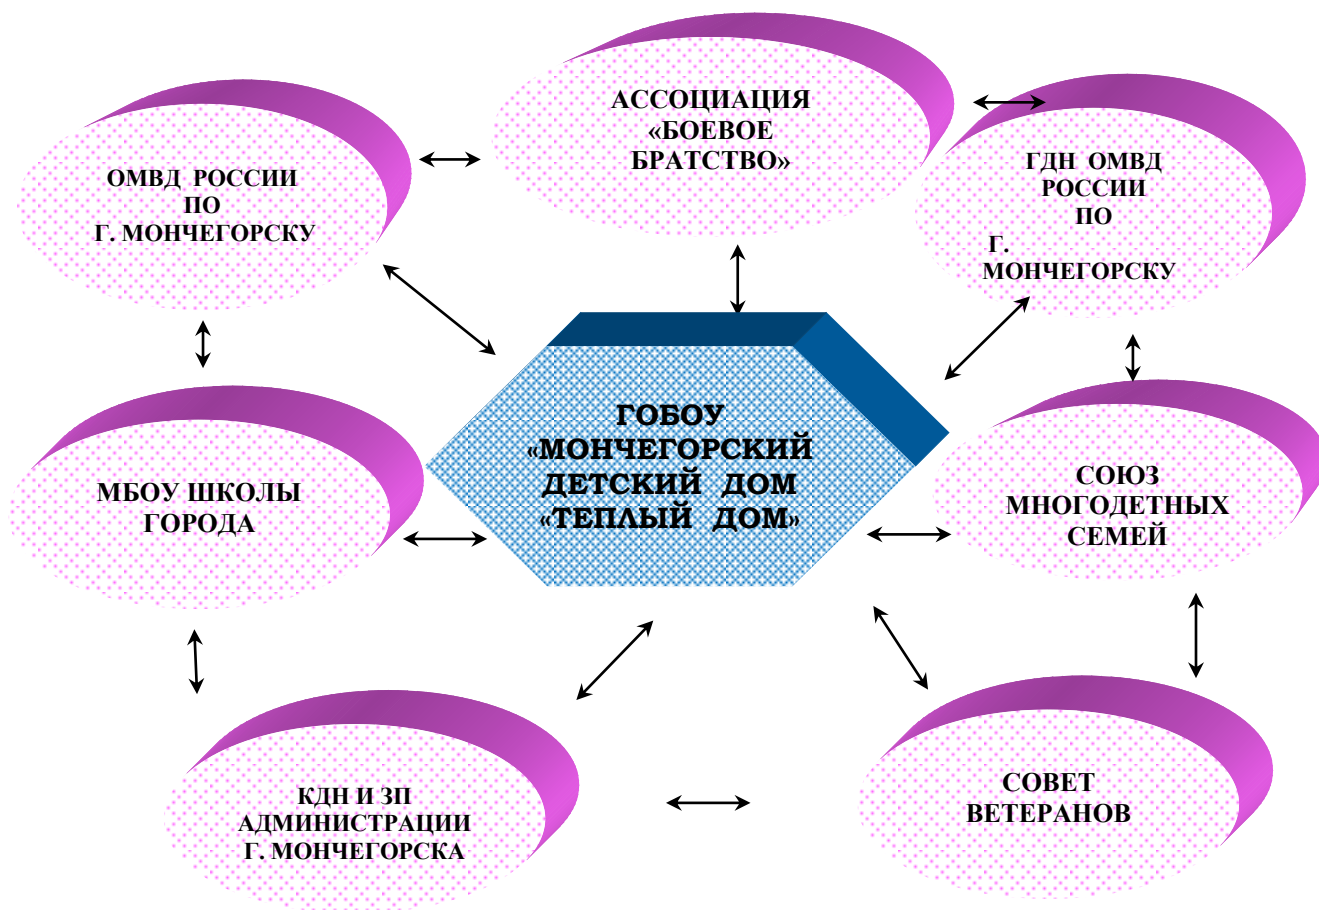 АССОЦИАЦИЯ
«БОЕВОЕ
БРАТСТВО»
ОМВД РОССИИ
ПО
Г. МОНЧЕГОРСКУ
ГДН ОМВД
РОССИИ
ПО
Г.
МОНЧЕГОРСКУ
ГОБОУ
«МОНЧЕГОРСКИЙ
ДЕТСКИЙ ДОМ
«ТЕПЛЫЙ ДОМ»
МБОУ ШКОЛЫ
ГОРОДА
СОЮЗ
МНОГОДЕТНЫХ
СЕМЕЙ
КДН И ЗП
АДМИНИСТРАЦИИ
Г. МОНЧЕГОРСКА
СОВЕТ
ВЕТЕРАНОВ